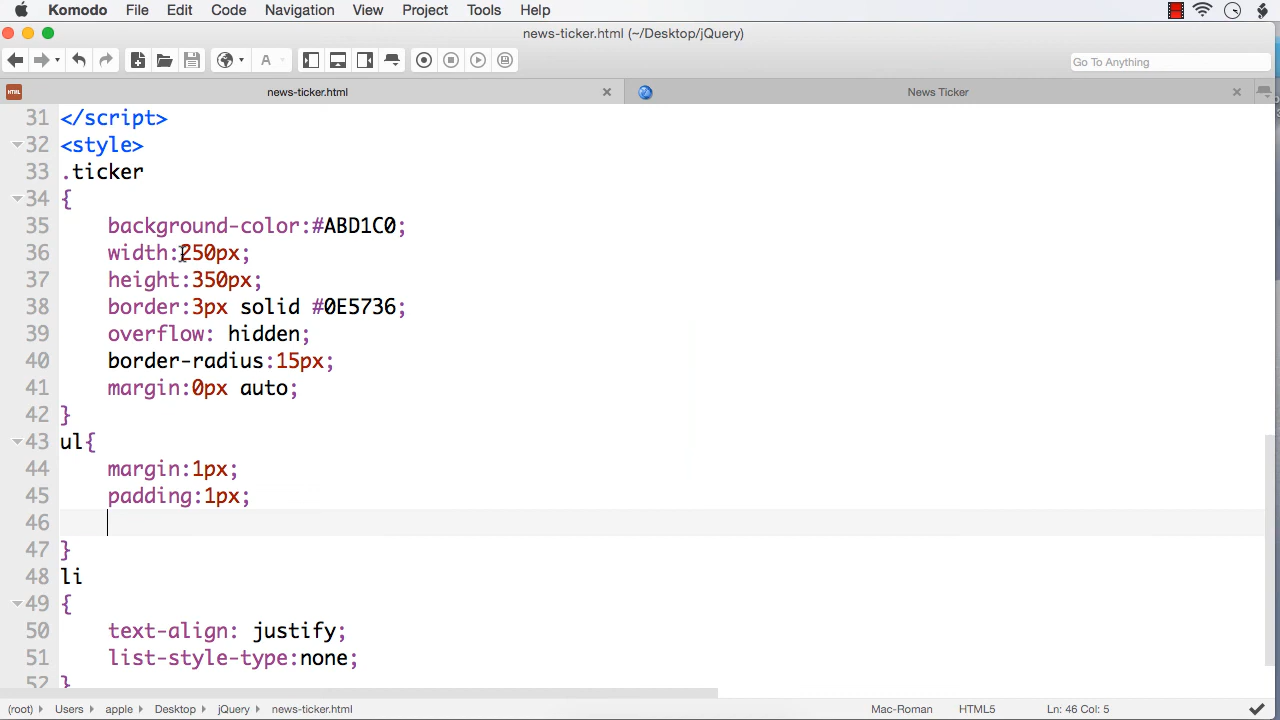 Komodo File Edit Code Navigation View Project Tools Help
news-ticker.html (~/Desktop/jQuery)
A Go To Anything
HTML news-ticker.html News Ticker
31 </script>
32 <style>
33 .ticker
34 {
35 background-color:#ABD1C0;
36 width:250px;
37 height:350px;
38 border:3px solid #0E5736;
39 overflow: hidden;
40 border-radius:15px;
41 margin:0px auto;
42 }
43 ul{
44 margin:1px;
45 padding:1px;
46
47 }
48 li
49 {
50 text-align: justify;
51 list-style-type:none;
52 }
(root) Users apple Desktop jQuery news-ticker.html Mac-Roman HTML5 Ln: 46 Col: 5